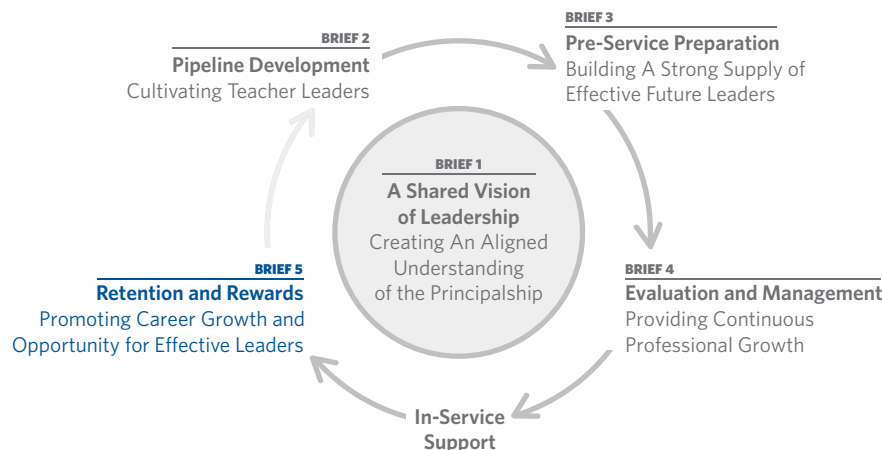 BRIEF 2
Pipeline Development
Cultivating Teacher Leaders
BRIEF 3
Pre-Service Preparation
Building A Strong Supply of
Effective Future Leaders
BRIEF 1
A Shared Vision
of Leadership
Creating An Aligned
Understanding
of the Principalship
BRIEF 5
Retention and Rewards
Promoting Career Growth and
Opportunity for Effective Leaders
BRIEF 4
Evaluation and Management
Providing Continuous
Professional Growth
In-Service
Support